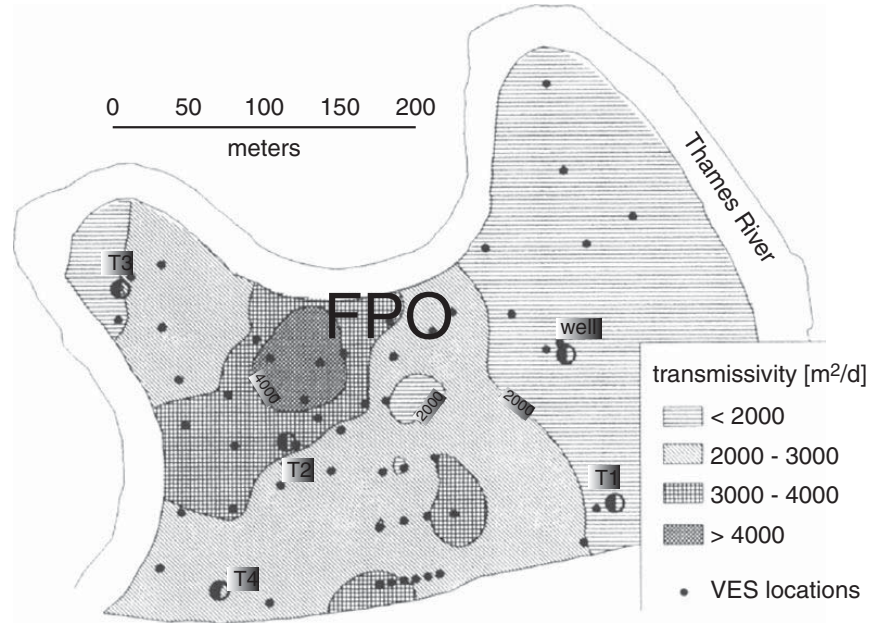 0 50 100 150 200
meters
Thames River
T3
FPO
well
4000
2000
2000
T2
T1
T4
transmissivity [m²/d]
< 2000
2000 - 3000
3000 - 4000
> 4000
VES locations